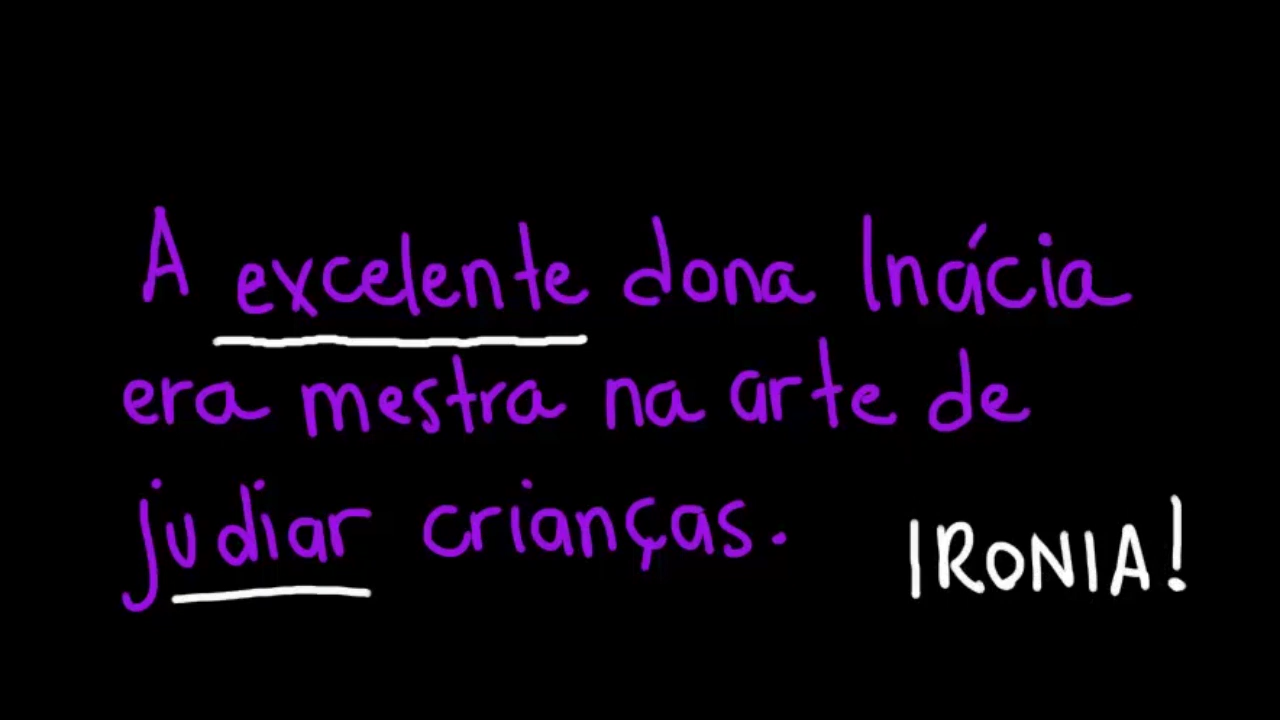 A excelente dona Inácia
era mestra na arte de
judiar crianças.
IRONIA!